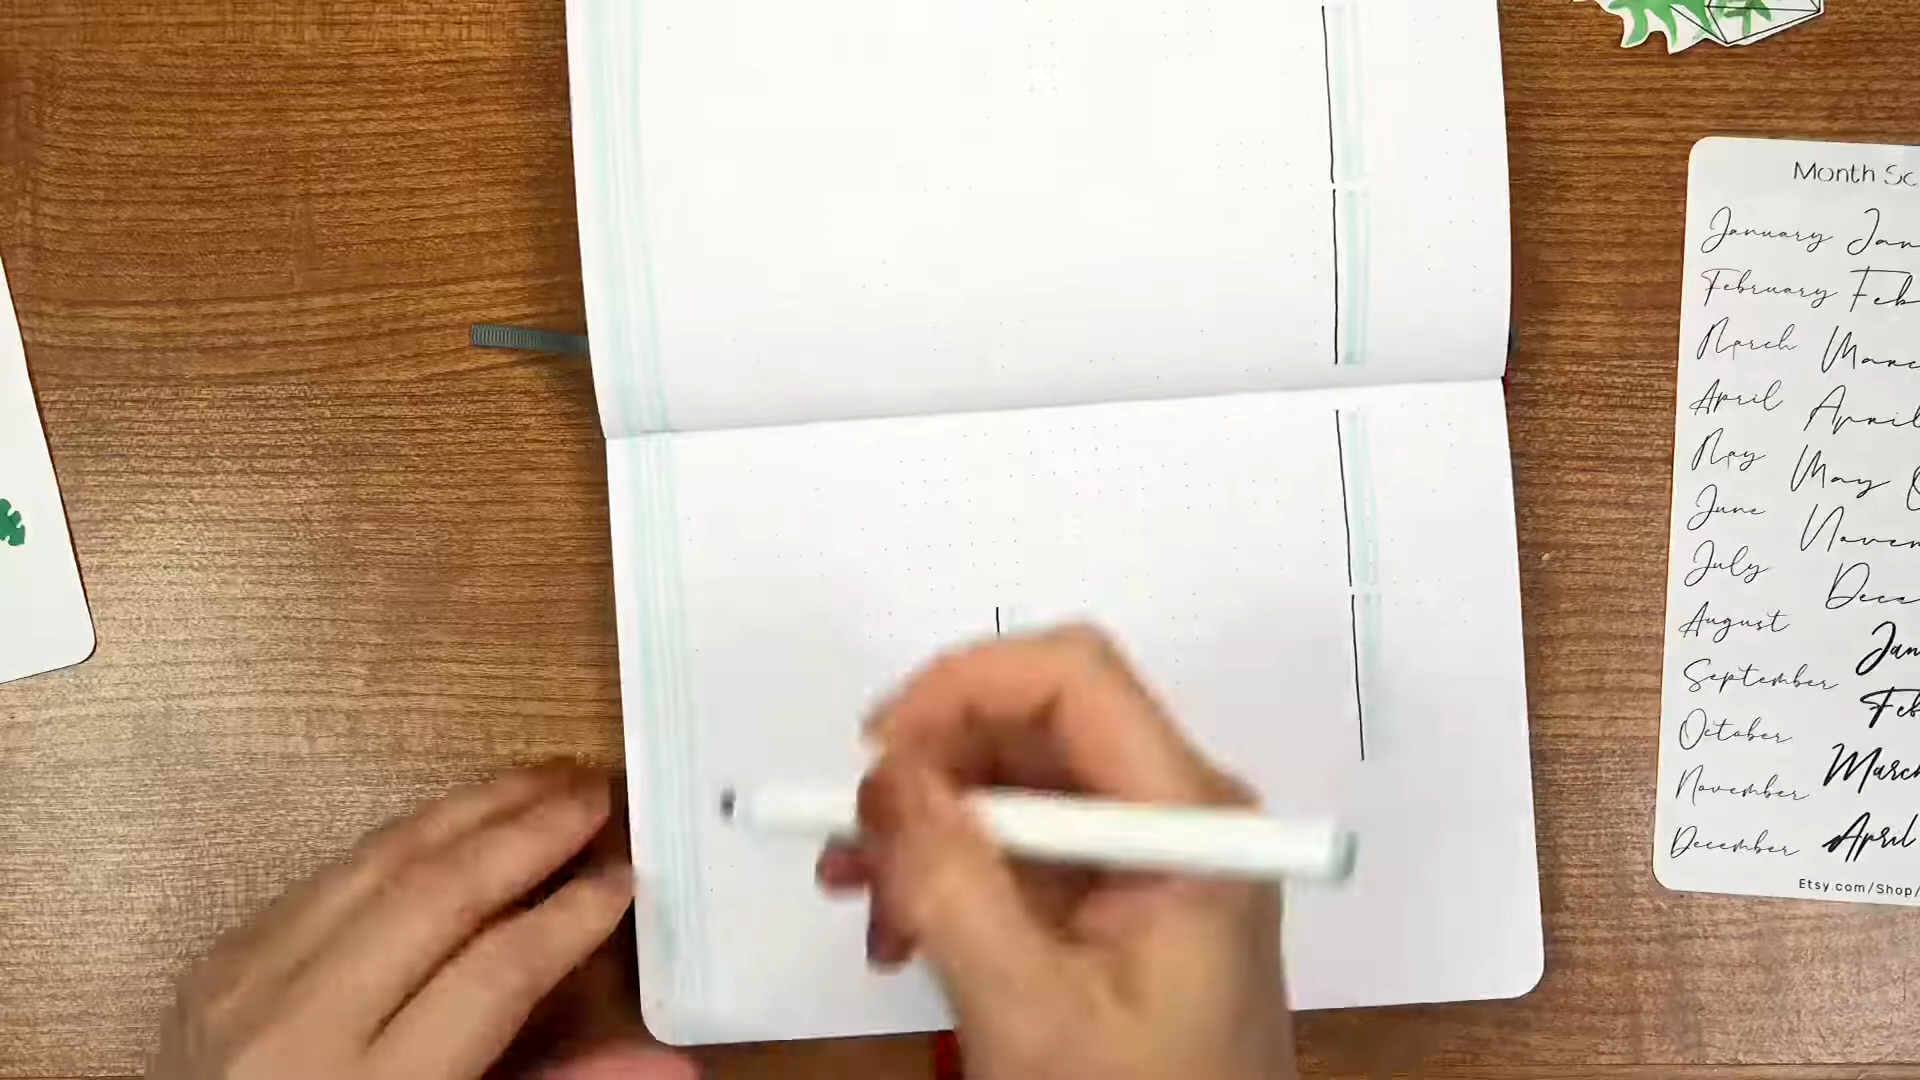 Month Sc
January Jan
February Feb
March Marc
April April
May May
June Novem
July Dece
August Jan
September Feb
October
November March
December April
Etsy.com/Shop/